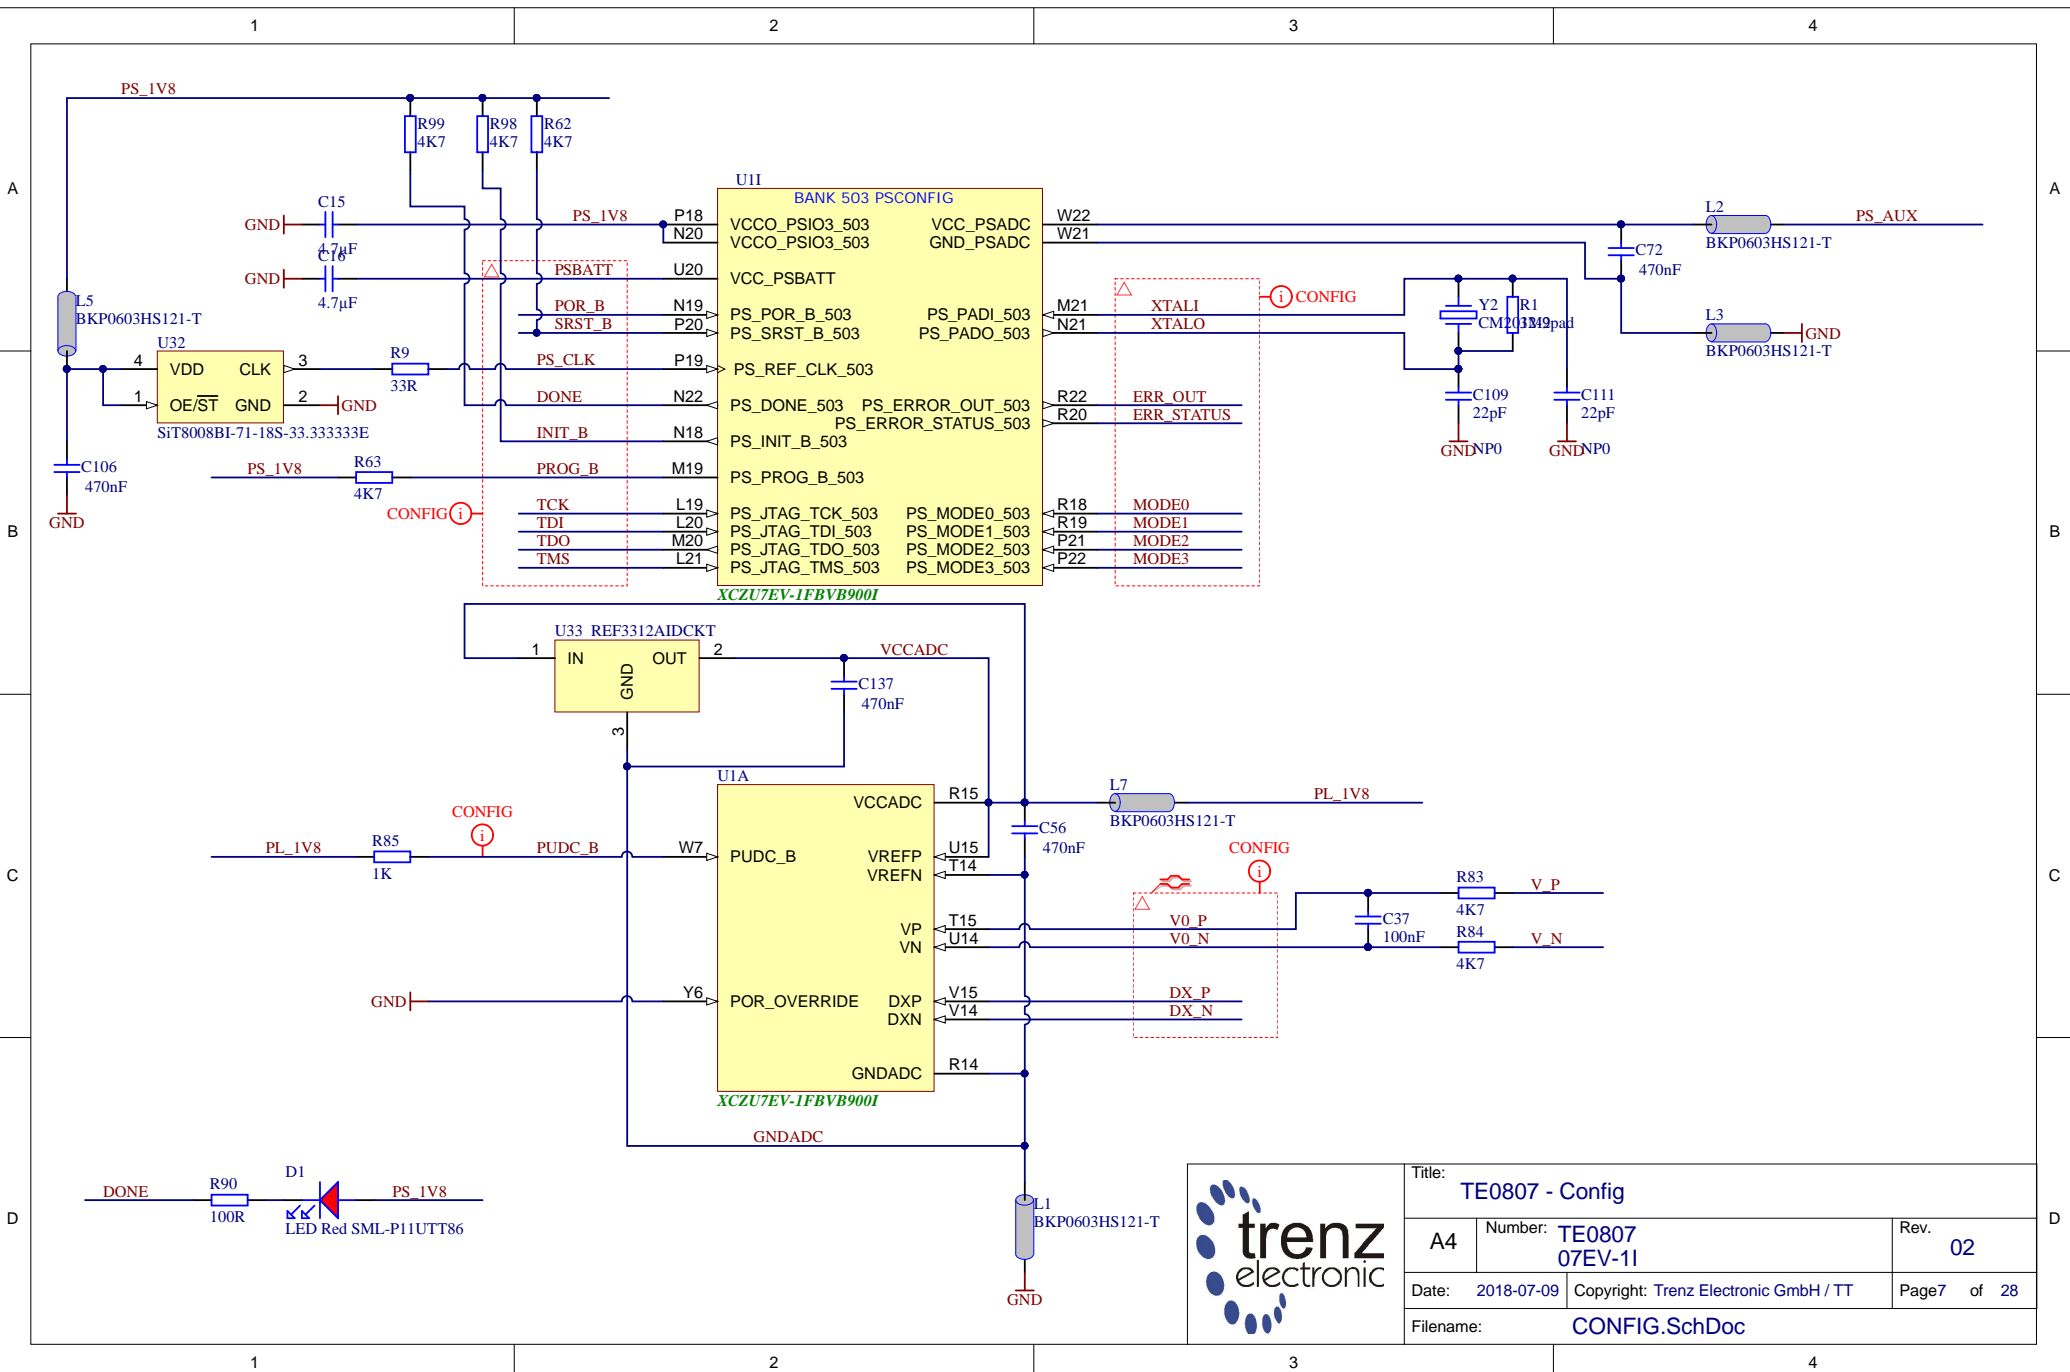 1 2 3 4
A A
B B
C C
D D
PS_1V8
R99
4K7
R98
4K7
R62
4K7
C15
4.7µF
GND
C16
4.7µF
GND
PS_1V8
PSBATT
POR_B
SRST_B
PS_CLK
DONE
INIT_B
PROG_B
TCK
TDI
TDO
TMS
CONFIG i
L5
BKP0603HS121-T
U32
4 VDD CLK 3
1 OE/ST GND 2
GND
SiT8008BI-71-18S-33.333333E
R9
33R
C106
470nF
GND
PS_1V8
R63
4K7
U1I
BANK 503 PSCONFIG
P18 VCCO_PSIO3_503
N20 VCCO_PSIO3_503
U20 VCC_PSBATT
N19 PS_POR_B_503
P20 PS_SRST_B_503
P19 PS_REF_CLK_503
N22 PS_DONE_503
N18 PS_INIT_B_503
M19 PS_PROG_B_503
L19 PS_JTAG_TCK_503
L20 PS_JTAG_TDI_503
M20 PS_JTAG_TDO_503
L21 PS_JTAG_TMS_503
VCC_PSADC W22
GND_PSADC W21
PS_PADI_503 M21
PS_PADO_503 N21
PS_ERROR_OUT_503 R22
PS_ERROR_STATUS_503 R20
PS_MODE0_503 R18
PS_MODE1_503 R19
PS_MODE2_503 P21
PS_MODE3_503 P22
XCZU7EV-1FBVB900I
XTALI
XTALO
ERR_OUT
ERR_STATUS
MODE0
MODE1
MODE2
MODE3
i CONFIG
Y2
R1
C109
22pF
GND NP0
C111
22pF
GND NP0
L2
BKP0603HS121-T
PS_AUX
C72
470nF
L3
BKP0603HS121-T
GND
U33 REF3312AIDCKT
1 IN OUT 2
GND
3
VCCADC
C137
470nF
U1A
VCCADC R15
W7 PUDC_B
VREFP U15
VREFN T14
VP T15
VN U14
Y6 POR_OVERRIDE
DXP V15
DXN V14
GNDADC R14
XCZU7EV-1FBVB900I
PL_1V8
R85
1K
CONFIG
i
PUDC_B
GND
L7
BKP0603HS121-T
PL_1V8
C56
470nF
CONFIG
i
V0_P
V0_N
DX_P
DX_N
C37
100nF
R83
4K7
V_P
R84
4K7
V_N
GNDADC
L1
BKP0603HS121-T
GND
DONE
R90
100R
D1
LED Red SML-P11UTT86
PS_1V8
trenz
electronic
Title:
TE0807 - Config
A4
Number: TE0807
07EV-1I
Rev.
02
Date: 2018-07-09
Copyright: Trenz Electronic GmbH / TT
Page7 of 28
Filename: CONFIG.SchDoc
1 2 3 4